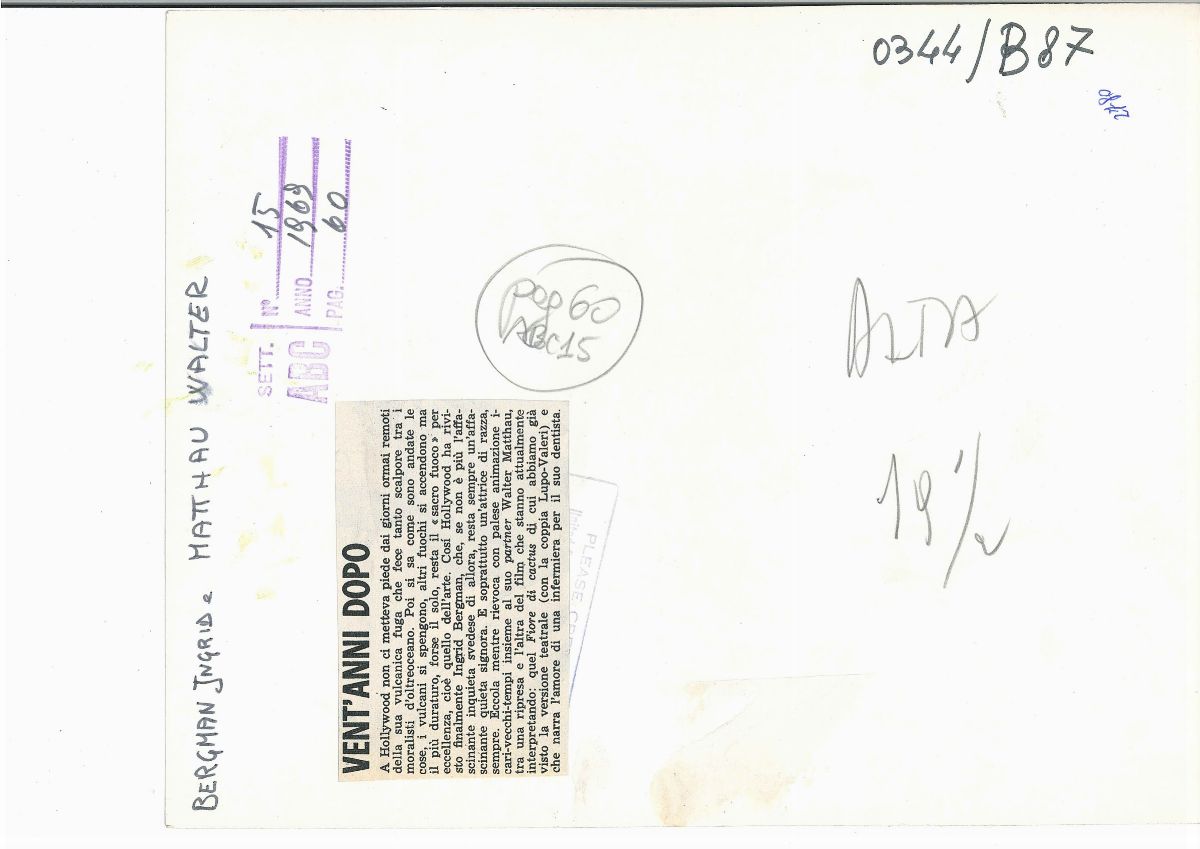 0344/B87
BERGMAN INGRID e MATTHAU WALTER
SETT. Nº 15
ABC ANNO 1969
PAG. 60
pag 60
ABC 15
ALTA
19 1/2
VENT'ANNI DOPO
A Hollywood non ci metteva piede dai giorni ormai remoti
della sua vulcanica fuga che fece tanto scalpore tra i
moralisti d'oltreoceano. Poi si sa come sono andate le
cose, i vulcani si spengono, altri fuochi si accendono ma
il più duraturo, forse il solo, resta il «sacro fuoco» per
eccellenza, cioè quello dell'arte. Così Hollywood ha rivi-
sto finalmente Ingrid Bergman, che, se non è più l'affa-
scinante inquieta svedese di allora, resta sempre un'affa-
scinante quieta signora. E soprattutto un'attrice di razza,
sempre. Eccola mentre rievoca con palese animazione i-
cari-vecchi-tempi insieme al suo partner Walter Matthau,
tra una ripresa e l'altra del film che stanno attualmente
interpretando: quel Fiore di cactus di cui abbiamo già
visto la versione teatrale (con la coppia Lupo-Valeri) e
che narra l'amore di una infermiera per il suo dentista.
PLEASE